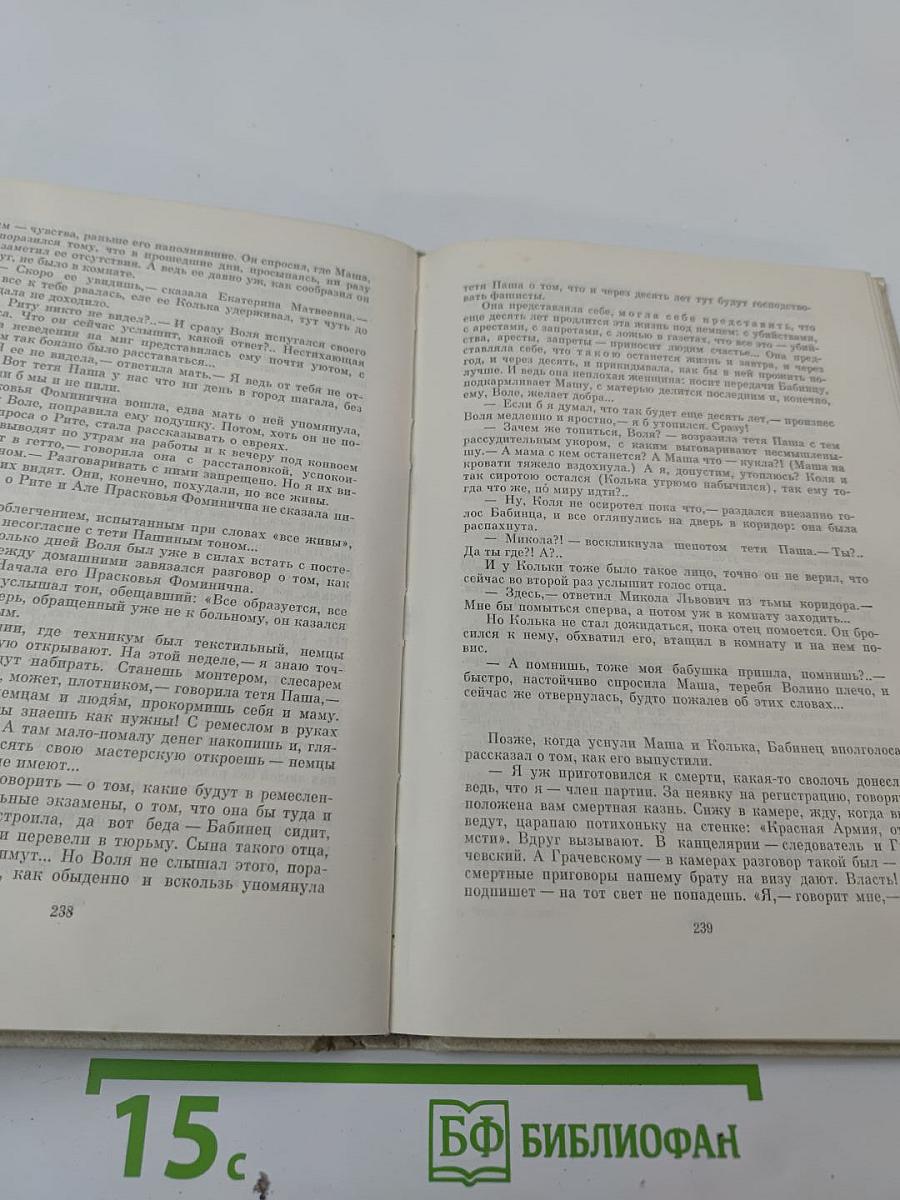 ем — чувства, раньше его наполнявшие. Он спросил, где Маша,
поразился тому, что в прошедшие дни, просыпаясь, ни разу
заметил ее отсутствия. А ведь ее давно уж, как сообразил он
уг, не было в комнате.
— Скоро ее увидишь,— сказала Екатерина Матвеевна.—
все к тебе рвалась, еле ее Колька удерживал, тут чуть до
дала не доходило.
Риту никто не видел?..— И сразу Воля испугался своего
са. Что он сейчас услышит, какой ответ?.. Нестихающая
а неведения на миг представилась ему почти уютом, с
м так боязно было расставаться...
Я ее не видела,— ответила мать.— Я ведь от тебя не от-
Вот тетя Паша у нас что ни день в город шагала, без
и б мы и не пили.
ковья Фоминична вошла, едва мать о ней упомянула,
Воле, поправила ему подушку. Потом, хоть он не по-
проса о Рите, стала рассказывать о евреях.
выводят по утрам на работы и к вечеру под конвоем
т в гетто,— говорила она с расстановкой, успокои-
ном.— Разговаривать с ними запрещено. Но я их ви-
их видят. Они, конечно, похудали, но все живы.
о Рите и Але Прасковья Фоминична не сказала ни-
облегчением, испытанным при словах «все живы»,
несогласие с тети Пашиным тоном...
олько дней Воля был уже в силах встать с посте-
ежду домашними завязался разговор о том, как
Начала его Прасковья Фоминична.
услышал тон, обещавший: «Все образуется, все
ерь, обращенный уже не к больному, он казался
ым.
нии, где техникум был текстильный, немцы
ую открывают. На этой неделе,— я знаю точ-
дут набирать. Станешь монтером, слесарем
, может, плотником,— говорила тетя Паша,—
немцам и людям, прокормишь себя и маму.
ы знаешь как нужны! С ремеслом в руках
А там мало-помалу денег накопишь и, гля-
есять свою мастерскую откроешь — немцы
не имеют...
оворить — о том, какие будут в ремеслен-
льные экзамены, о том, что она бы туда и
строила, да вот беда — Бабинец сидит,
и перевели в тюрьму. Сына такого отца,
имут... Но Воля не слышал этого, пора-
, как обыденно и вскользь упомянула
238
тетя Паша о том, что и через десять лет тут будут господство-
вать фашисты.
Она представляла себе, могла себе представить, что
еще десять лет продлится эта жизнь под немцем: с убийствами,
с арестами, с запретами, с ложью в газетах, что все это — убий-
ства, аресты, запреты — приносит людям счастье... Она пред-
ставляла себе, что такою останется жизнь и завтра, и через
год, и через десять, и прикидывала, как бы в ней прожить по-
лучше. И ведь она неплохая женщина: носит передачи Бабинцу,
подкармливает Машу, с матерью делится последним и, конечно,
ему, Воле, желает добра...
— Если б я думал, что так будет еще десять лет,— произнес
Воля медленно и яростно,— я б утопился. Сразу!
— Зачем же топиться, Воля? — возразила тетя Паша с тем
рассудительным укором, с каким выговаривают несмышлены-
шу.— А мама с кем останется? А Маша что — кукла?! (Маша на
кровати тяжело вздохнула.) А я, допустим, утоплюсь? Коля и
так сиротою остался (Колька угрюмо набычился), так ему то-
гда что же, по́ миру идти?..
— Ну, Коля не осиротел пока что,— раздался внезапно го-
лос Бабинца, и все оглянулись на дверь в коридор: она была
распахнута.
— Микола?! — воскликнула шепотом тетя Паша.— Ты?..
Да ты где?! А?..
И у Кольки тоже было такое лицо, точно он не верил, что
сейчас во второй раз услышит голос отца.
— Здесь,— ответил Микола Львович из тьмы коридора.—
Мне бы помыться сперва, а потом уж в комнату заходить...
Но Колька не стал дожидаться, пока отец помоется. Он бро-
сился к нему, обхватил его, втащил в комнату и на нем по-
вис.
— А помнишь, тоже моя бабушка пришла, помнишь?..—
быстро, настойчиво спросила Маша, теребя Волино плечо, и
сейчас же отвернулась, будто пожалев об этих словах...
Позже, когда уснули Маша и Колька, Бабинец вполголоса
рассказал о том, как его выпустили.
— Я уж приготовился к смерти, какая-то сволочь донесл
ведь, что я — член партии. За неявку на регистрацию, говорят
положена вам смертная казнь. Сижу в камере, жду, когда вы
ведут, царапаю потихоньку на стенке: «Красная Армия, от
мсти». Вдруг вызывают. В канцелярии — следователь и Г
чевский. А Грачевскому — в камерах разговор такой был —
смертные приговоры нашему брату на визу дают. Власть!
подпишет — на тот свет не попадешь. «Я,— говорит мне,—
239
15 с
БФ БИБЛИОФАН